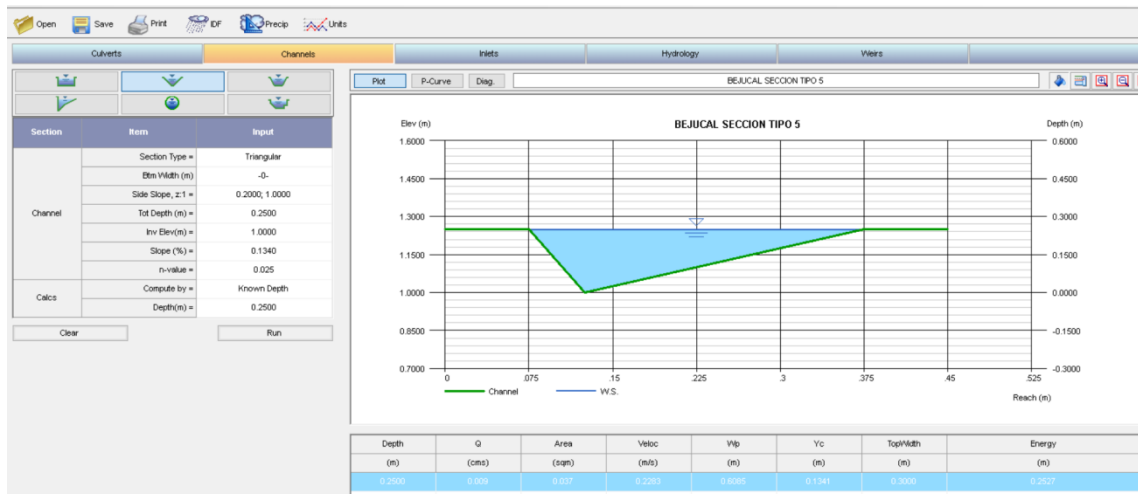 Open Save Print IDF Precip Units
Culverts Channels Inlets Hydrology Weirs
Plot P-Curve Diag. BEJUCAL SECCION TIPO 5
Section Item Input
Channel
Section Type = Triangular
Btm Width (m) -0-
Side Slope, z:1 = 0.2000; 1.0000
Tot Depth (m) = 0.2500
Inv Elev(m) = 1.0000
Slope (%) = 0.1340
n-value = 0.025
Calcs
Compute by = Known Depth
Depth(m) = 0.2500
Clear Run
Elev (m) BEJUCAL SECCION TIPO 5 Depth (m)
1.6000 0.6000
1.4500 0.4500
1.3000 0.3000
1.1500 0.1500
1.0000 0.0000
0.8500 -0.1500
0.7000 -0.3000
0 .075 .15 .225 .3 .375 .45 .525
Channel W.S. Reach (m)
Depth Q Area Veloc Wp Yc TopWidth Energy
(m) (cms) (sqm) (m/s) (m) (m) (m) (m)
0.2500 0.009 0.037 0.2283 0.6085 0.1341 0.3000 0.2527